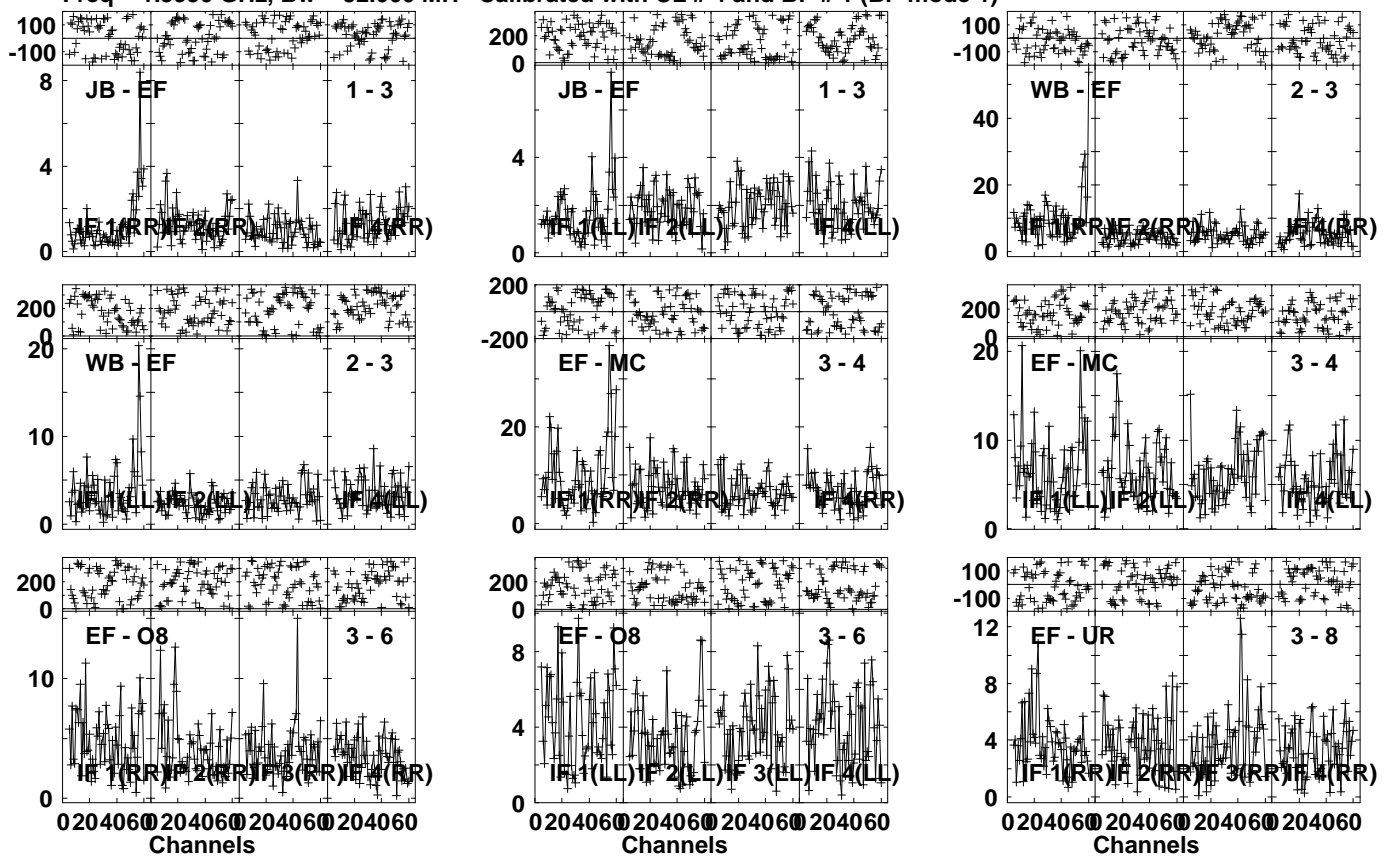 Calibrated with CL # 4 and BP # 1 (BP mode 1)
100
-100
200
0
100
-100
JB - EF 1 - 3
JB - EF 1 - 3
WB - EF 2 - 3
8
4
0
4
0
40
20
0
IF 1(RR) IF 2(RR) IF 4(RR)
IF 1(LL) IF 2(LL) IF 4(LL)
IF 1(RR) IF 2(RR) IF 4(RR)
200
0
200
0
-200
200
0
WB - EF 2 - 3
EF - MC 3 - 4
EF - MC 3 - 4
20
10
0
20
0
20
10
0
IF 1(LL) IF 2(LL) IF 4(LL)
IF 1(RR) IF 2(RR) IF 4(RR)
IF 1(LL) IF 2(LL) IF 4(LL)
200
0
200
0
100
-100
EF - O8 3 - 6
EF - O8 3 - 6
EF - UR 3 - 8
10
0
8
4
0
12
8
4
0
IF 1(RR) IF 2(RR) IF 3(RR) IF 4(RR)
IF 1(LL) IF 2(LL) IF 3(LL) IF 4(LL)
IF 1(RR) IF 2(RR) IF 3(RR) IF 4(RR)
0 20 40 60 0 20 40 60 0 20 40 60 0 20 40 60
0 20 40 60 0 20 40 60 0 20 40 60 0 20 40 60
0 20 40 60 0 20 40 60 0 20 40 60 0 20 40 60
Channels
Channels
Channels